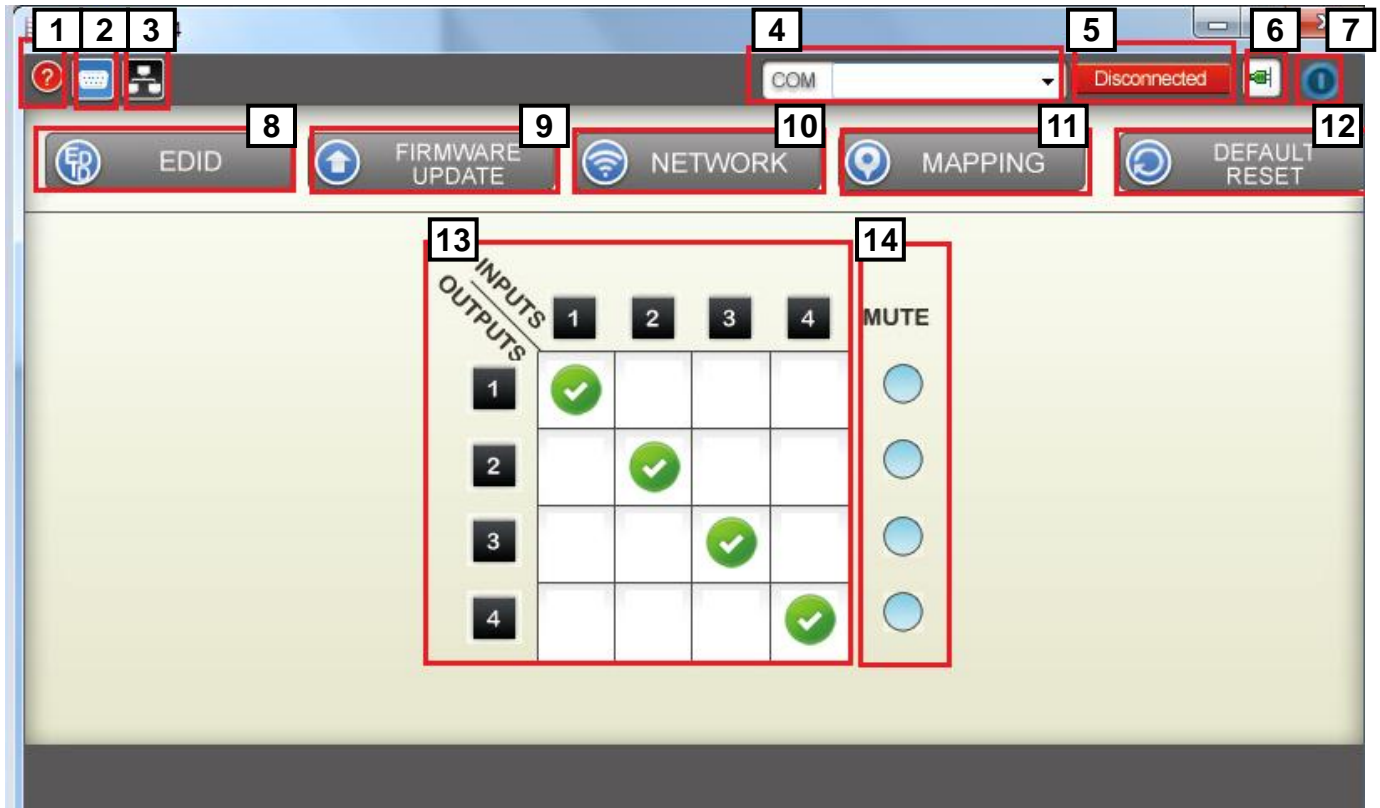 1 2 3 4 5 6 7
? COM Disconnected
8 9 10 11 12
EDID FIRMWARE UPDATE NETWORK MAPPING DEFAULT RESET
13 14
INPUTS
OUTPUTS
1 2 3 4 MUTE
1
2
3
4